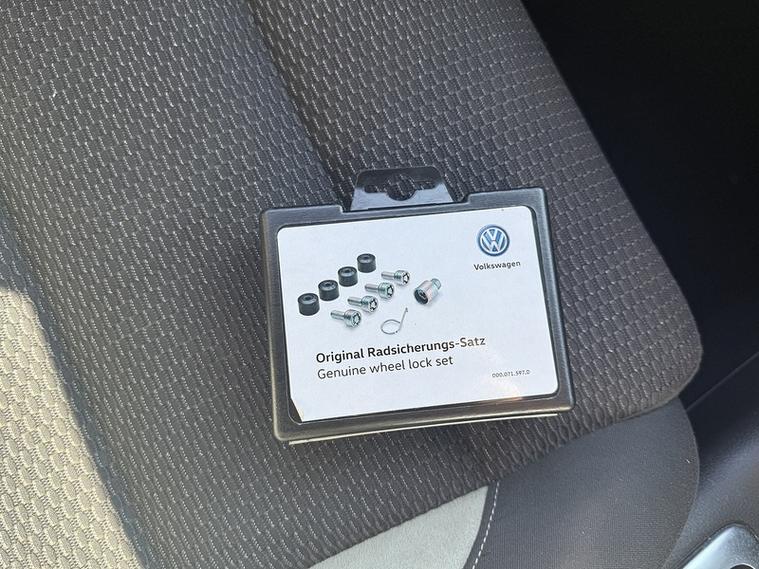 Volkswagen
Original Radsicherungs-Satz
Genuine wheel lock set
000.071.597.D